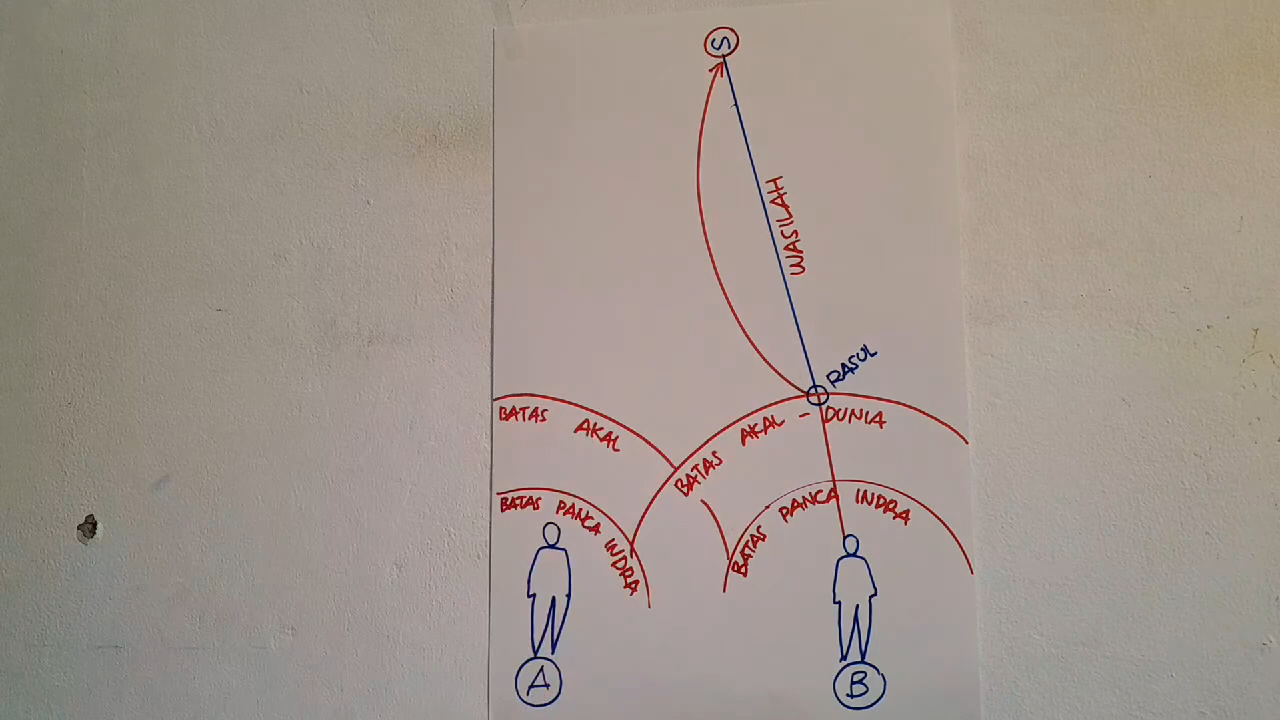 S
WASILAH
RASUL
BATAS AKAL
BATAS AKAL - DUNIA
BATAS PANCA INDRA
BATAS PANCA INDRA
A
B